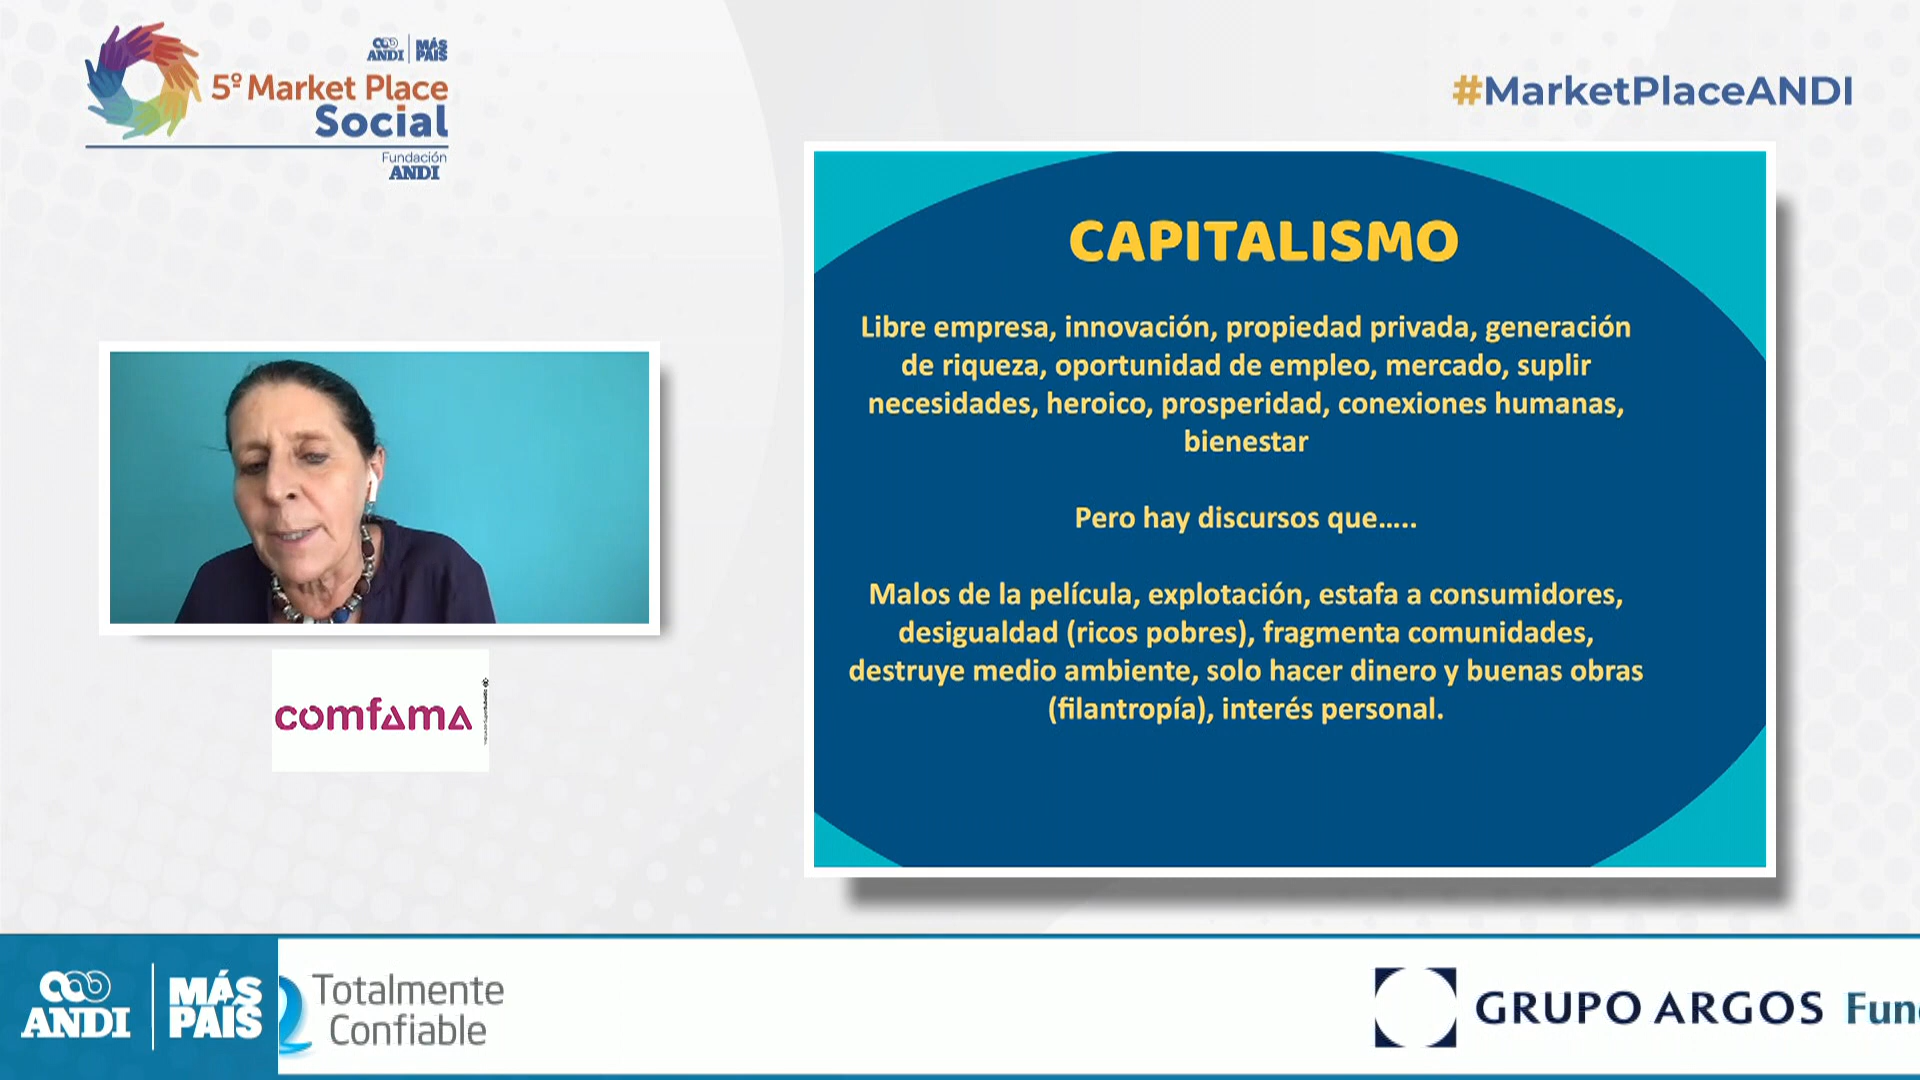 ANDI MÁS PAÍS
5º Market Place
Social
Fundación
ANDI
#MarketPlaceANDI
CAPITALISMO
Libre empresa, innovación, propiedad privada, generación
de riqueza, oportunidad de empleo, mercado, suplir
necesidades, heroico, prosperidad, conexiones humanas,
bienestar
Pero hay discursos que.....
Malos de la película, explotación, estafa a consumidores,
desigualdad (ricos pobres), fragmenta comunidades,
destruye medio ambiente, solo hacer dinero y buenas obras
(filantropía), interés personal.
comfama
ANDI
MÁS
PAÍS
Totalmente
Confiable
GRUPO ARGOS